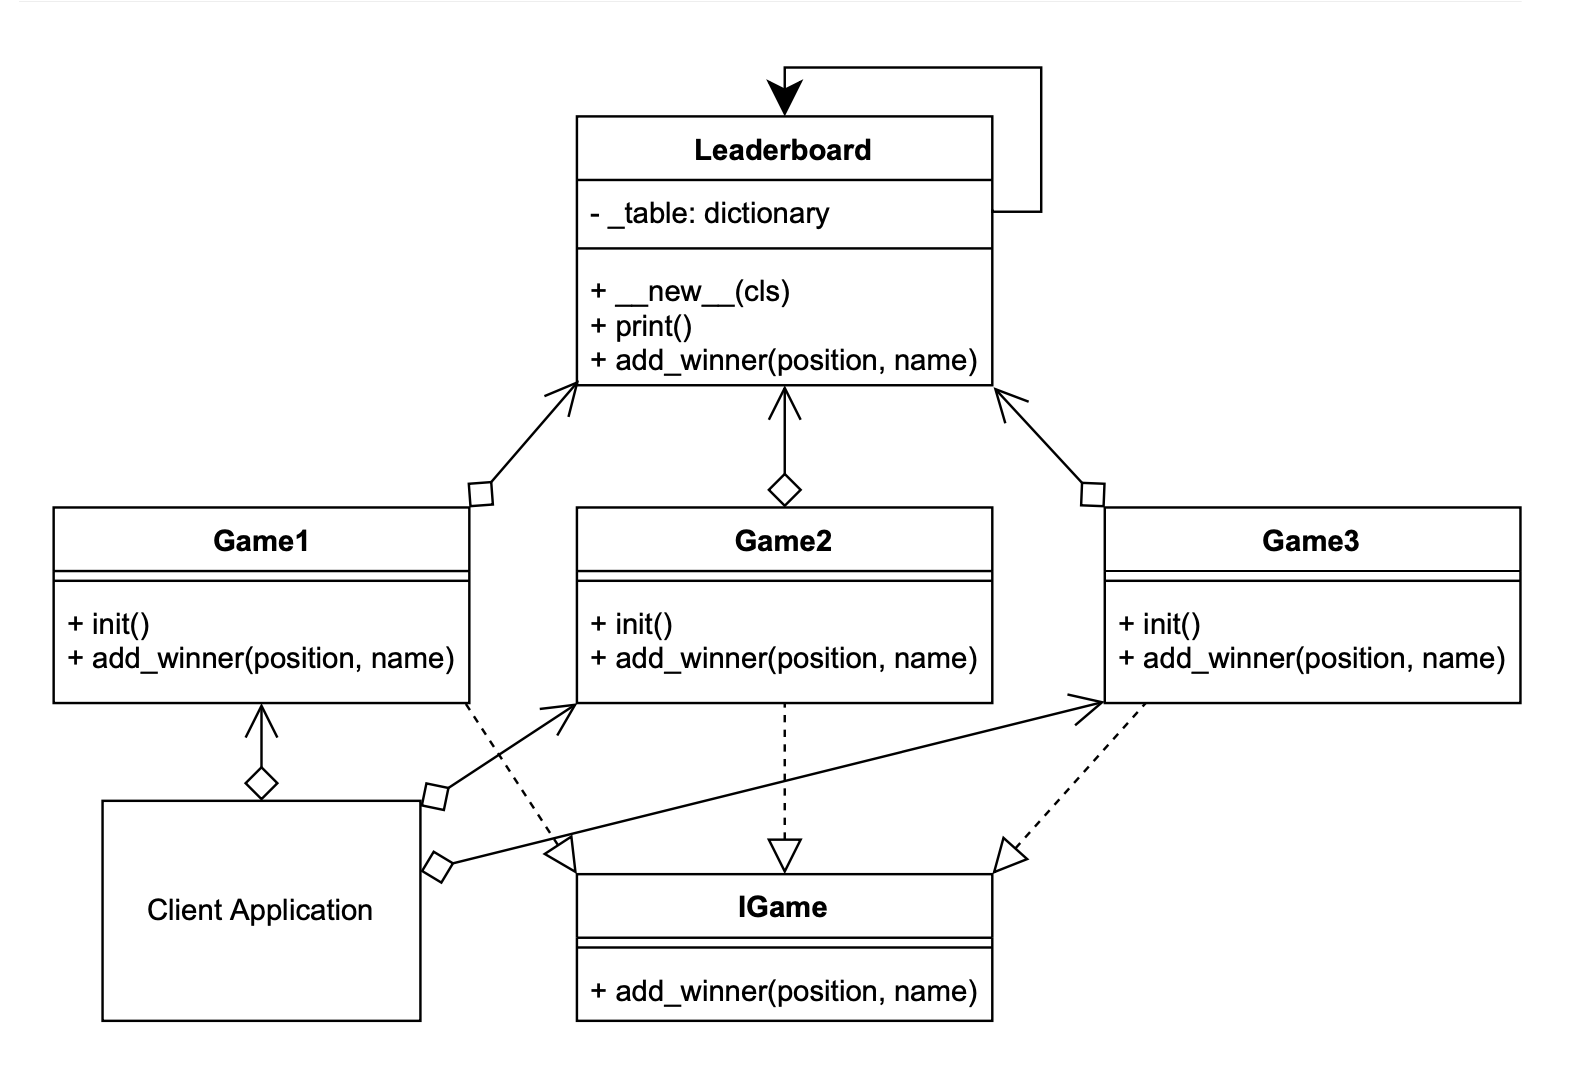 Leaderboard
- _table: dictionary
+ __new__(cls)
+ print()
+ add_winner(position, name)
Game1
+ init()
+ add_winner(position, name)
Game2
+ init()
+ add_winner(position, name)
Game3
+ init()
+ add_winner(position, name)
Client Application
IGame
+ add_winner(position, name)